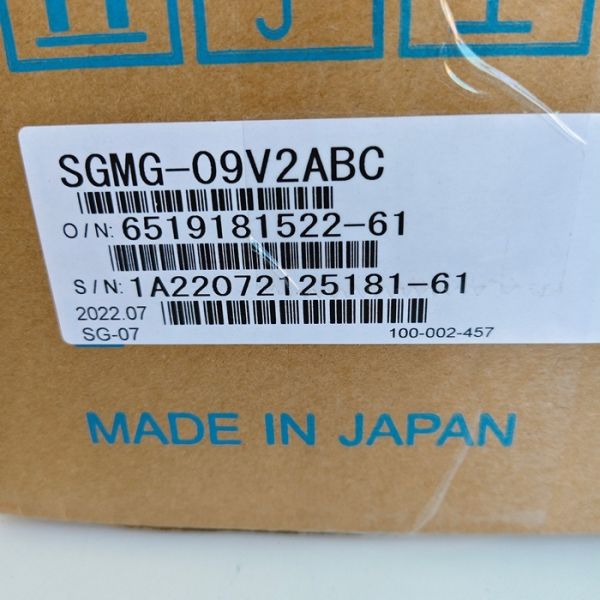 SGMG-09V2ABC
O/N: 6519181522-61
S/N: 1A22072125181-61
2022.07
SG-07 100-002-457
MADE IN JAPAN